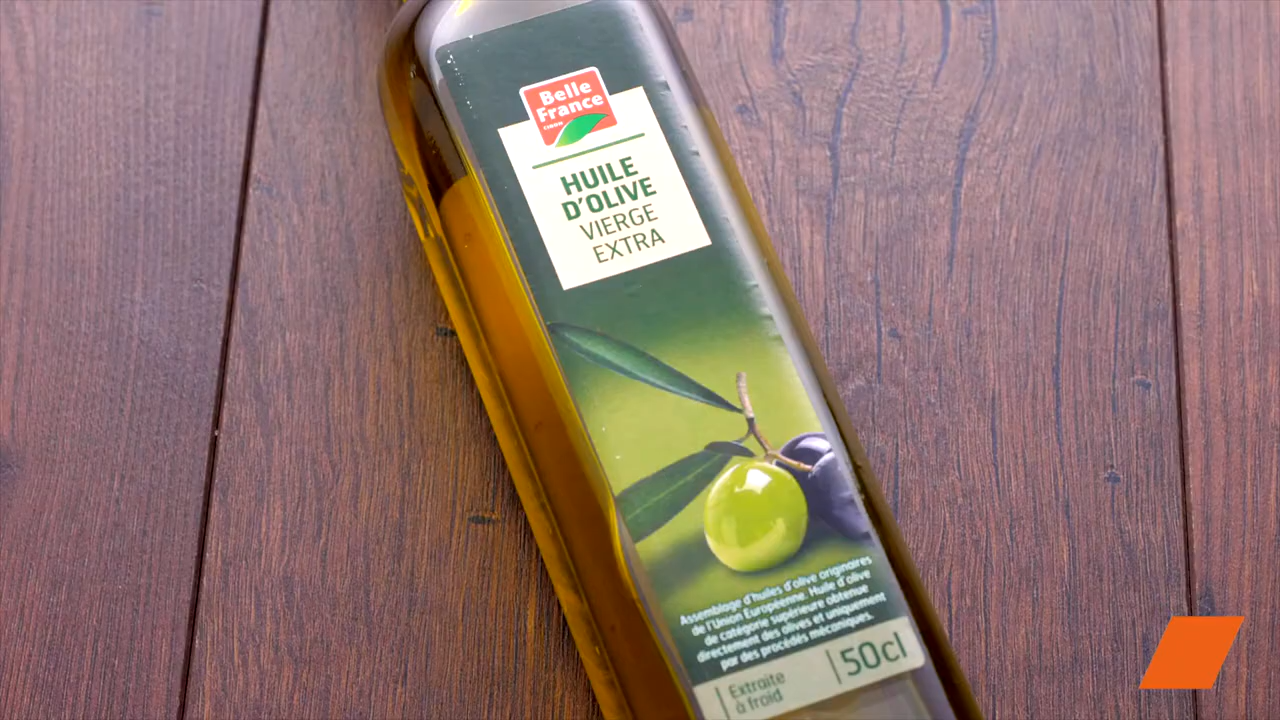 Belle
France
HUILE
D'OLIVE
VIERGE
EXTRA
Assemblage d'huiles d'olive originaires
de l'Union Européenne. Huile d'olive
de catégorie supérieure obtenue
directement des olives et uniquement
par des procédés mécaniques.
Extraite
à froid
50cl